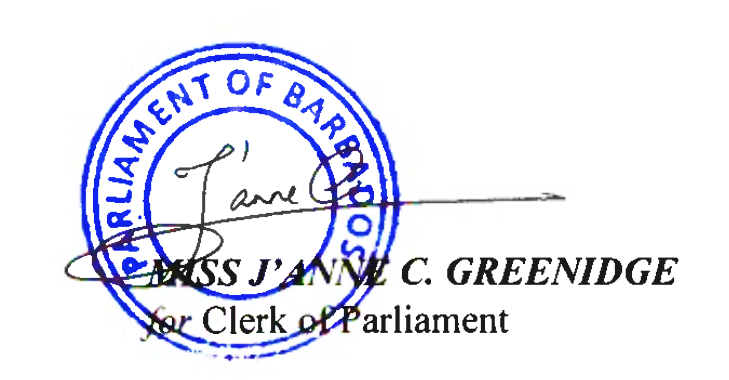 PARLIAMENT OF BARBADOS
J'anne G
MISS J'ANNE C. GREENIDGE
for Clerk of Parliament